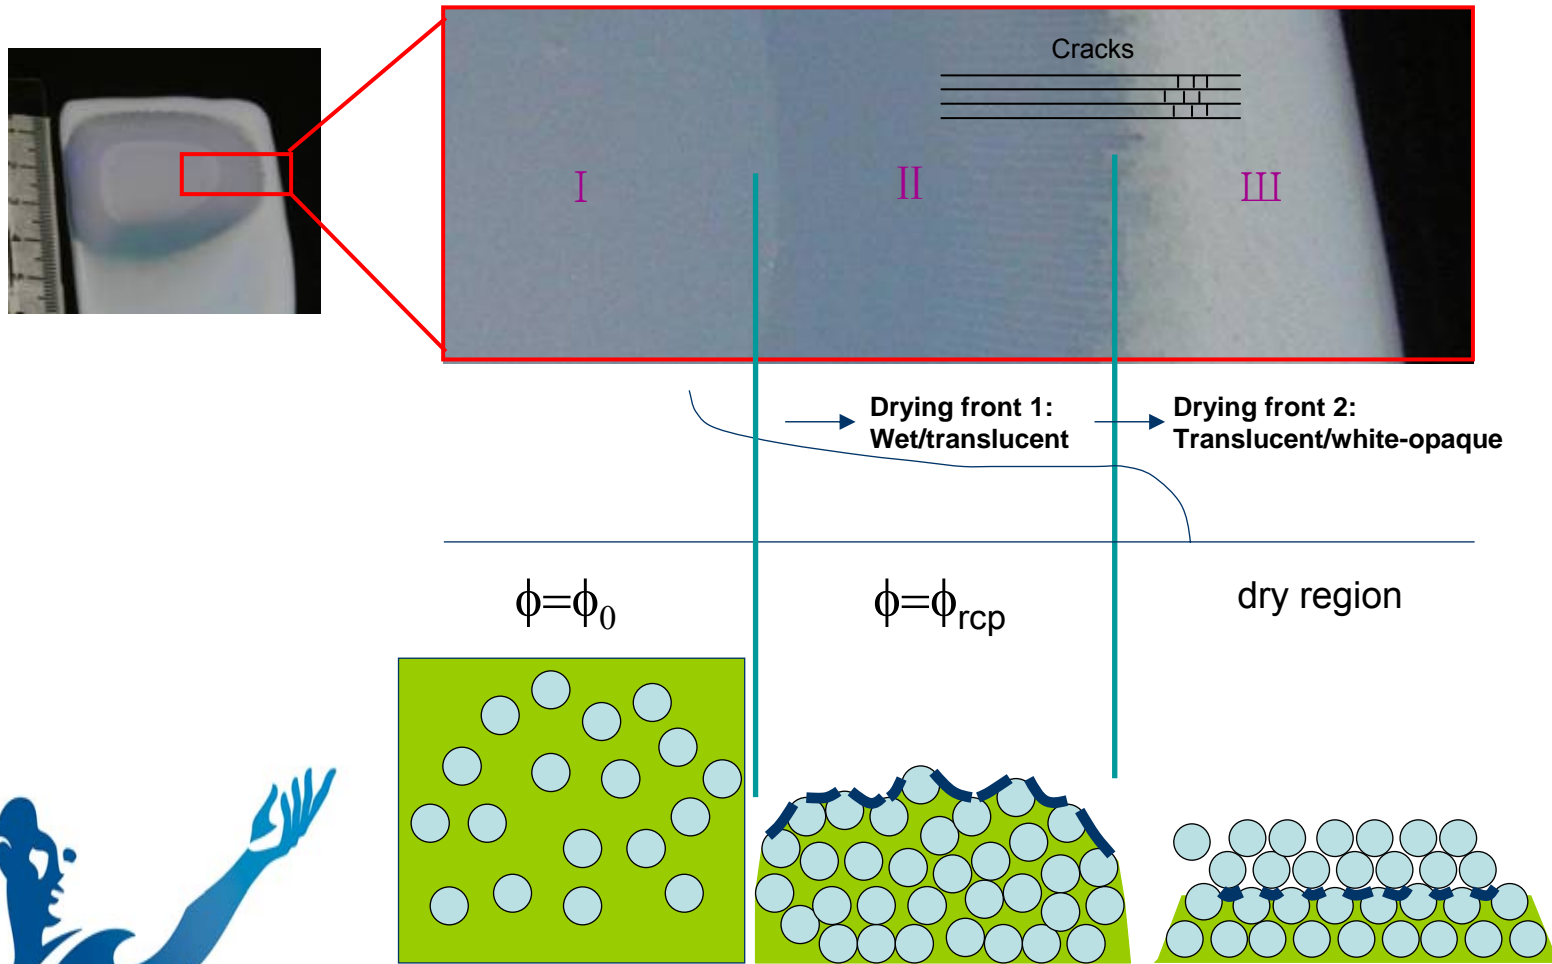 Cracks
I
II
III
Drying front 1:
Wet/translucent
Drying front 2:
Translucent/white-opaque
ϕ=ϕ₀
ϕ=ϕrcp
dry region